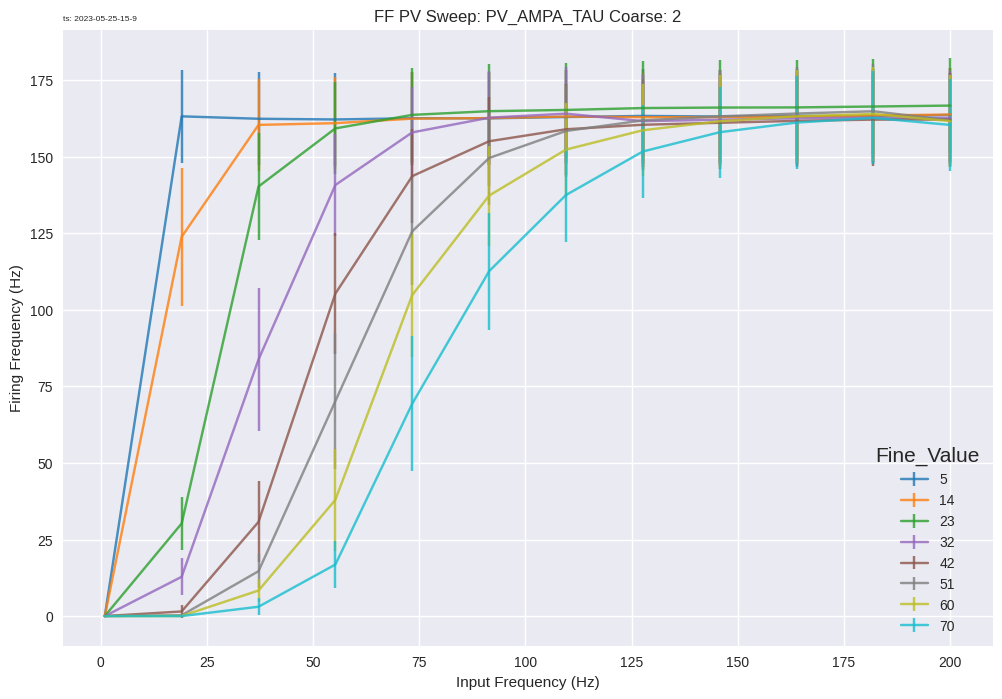 ts: 2023-05-25-15-9
FF PV Sweep: PV_AMPA_TAU Coarse: 2
Firing Frequency (Hz)
175
150
125
100
75
50
25
0
0 25 50 75 100 125 150 175 200
Input Frequency (Hz)
Fine_Value
5
14
23
32
42
51
60
70